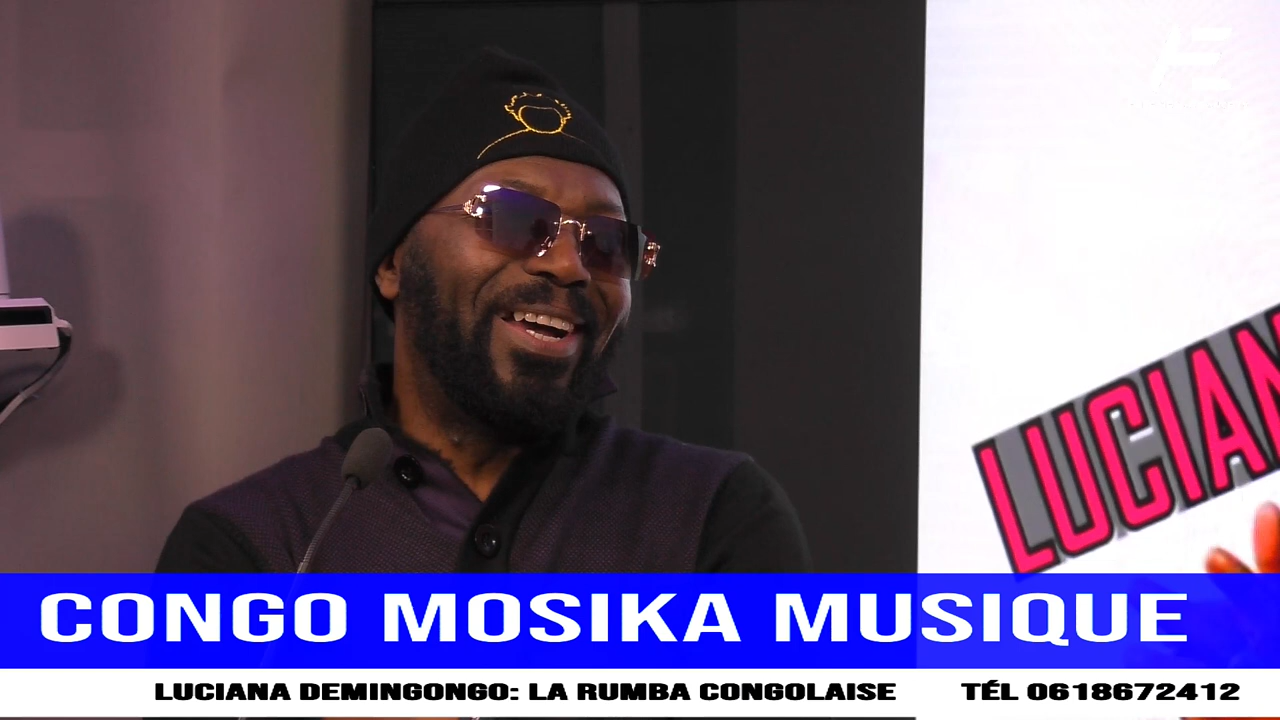 LUCIAN
CONGO MOSIKA MUSIQUE
LUCIANA DEMINGONGO: LA RUMBA CONGOLAISE TÉL 0618672412